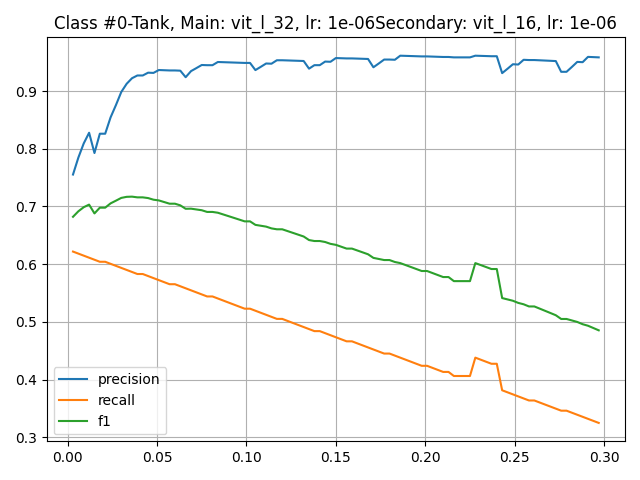 Class #0-Tank, Main: vit_l_32, lr: 1e-06Secondary: vit_l_16, lr: 1e-06
0.9
0.8
0.7
0.6
0.5
0.4
0.3
precision
recall
f1
0.00 0.05 0.10 0.15 0.20 0.25 0.30